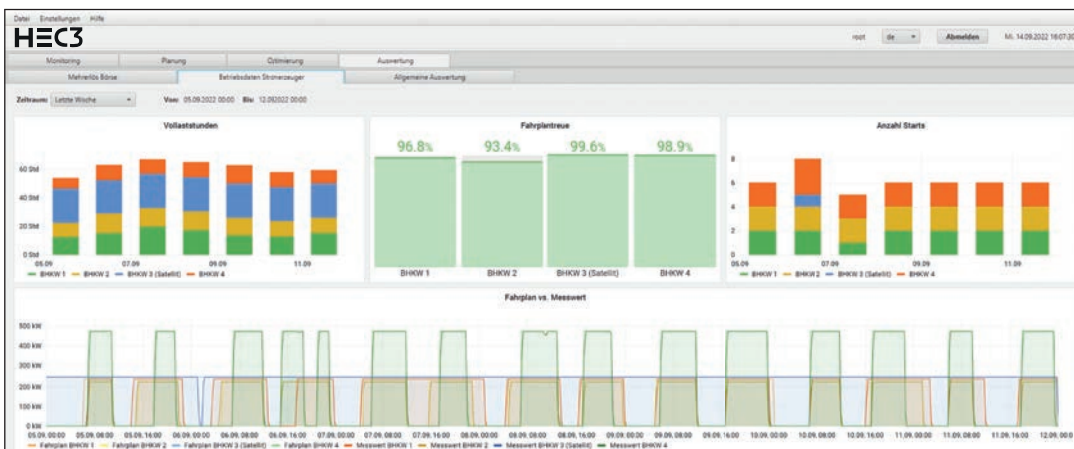 Datei Einstellungen Hilfe
HEC3
root de Abmelden Mi. 14.09.2022 16:07:30
Monitoring Planung Optimierung Auswertung
Mehrerlös Börse Betriebsdaten Stromerzeuger Allgemeine Auswertung
Zeitraum: Letzte Woche Von: 05.09.2022 00:00 Bis: 12.09.2022 00:00
Vollaststunden
60 Std
40 Std
20 Std
0 Std
05.09 07.09 09.09 11.09
BHKW 1 BHKW 2 BHKW 3 (Satellit) BHKW 4
Fahrplantreue
96.8% 93.4% 99.6% 98.9%
BHKW 1 BHKW 2 BHKW 3 (Satellit) BHKW 4
Anzahl Starts
8
6
4
2
0
05.09 07.09 09.09 11.09
BHKW 1 BHKW 2 BHKW 3 (Satellit) BHKW 4
Fahrplan vs. Messwert
500 kW
400 kW
300 kW
200 kW
100 kW
0 kW
05.09. 00:00 05.09. 08:00 05.09. 16:00 06.09. 00:00 06.09. 08:00 06.09. 16:00 07.09. 00:00 07.09. 08:00 07.09. 16:00 08.09. 00:00 08.09. 08:00 08.09. 16:00 09.09. 00:00 09.09. 08:00 09.09. 16:00 10.09. 00:00 10.09. 08:00 10.09. 16:00 11.09. 00:00 11.09. 08:00 11.09. 16:00 12.09. 00:0
Fahrplan BHKW 1 Fahrplan BHKW 2 Fahrplan BHKW 3 (Satellit) Fahrplan BHKW 4 Messwert BHKW 1 Messwert BHKW 2 Messwert BHKW 3 (Satellit) Messwert BHKW 4